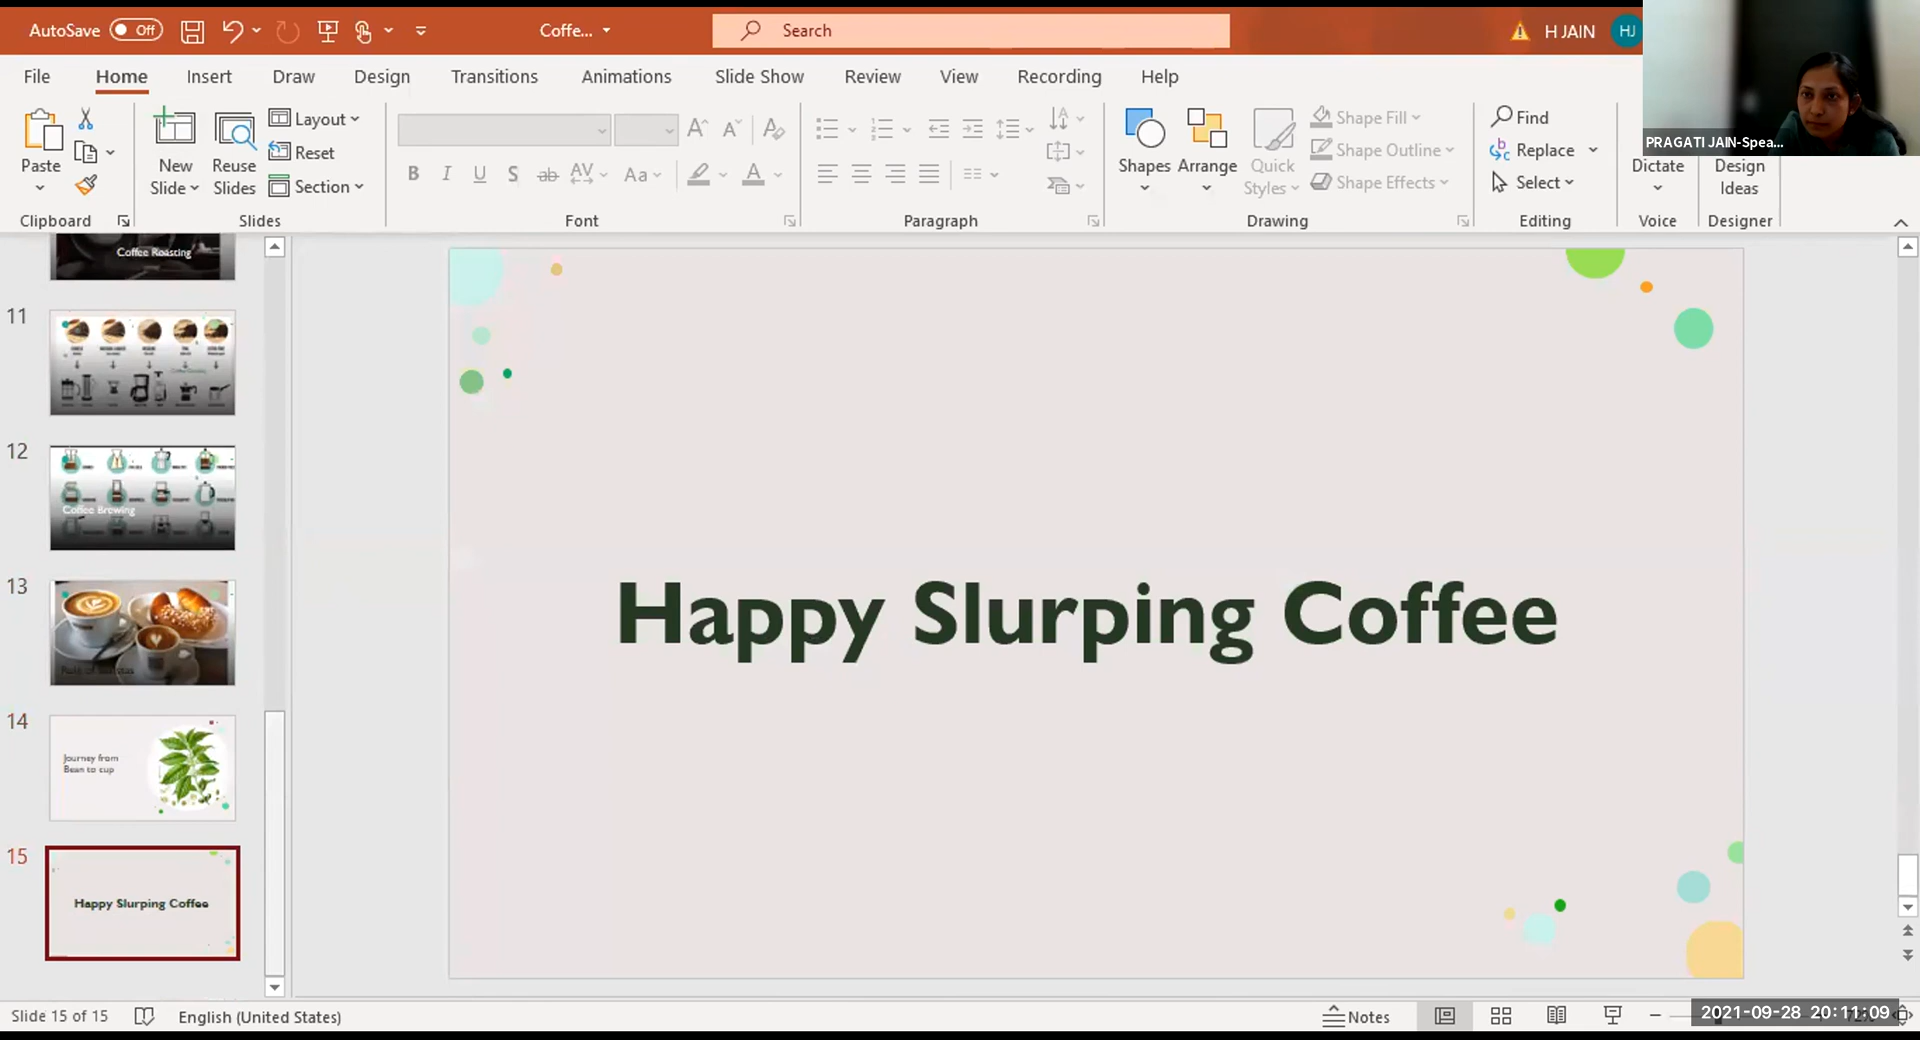 AutoSave Off Coffe... Search H JAIN HJ
File Home Insert Draw Design Transitions Animations Slide Show Review View Recording Help
PRAGATI JAIN-Spea...
Paste New Slide Reuse Slides Layout Reset Section
B I U S ab AV Aa A
Shapes Arrange Quick Styles Shape Fill Shape Outline Shape Effects
Find Replace Select Dictate Design Ideas
Clipboard Slides Font Paragraph Drawing Editing Voice Designer
Coffee Roasting
11
12
Coffee Brewing
13
14
Journey from
Bean to cup
15
Happy Slurping Coffee
Happy Slurping Coffee
Slide 15 of 15 English (United States) Notes
2021-09-28 20:11:09